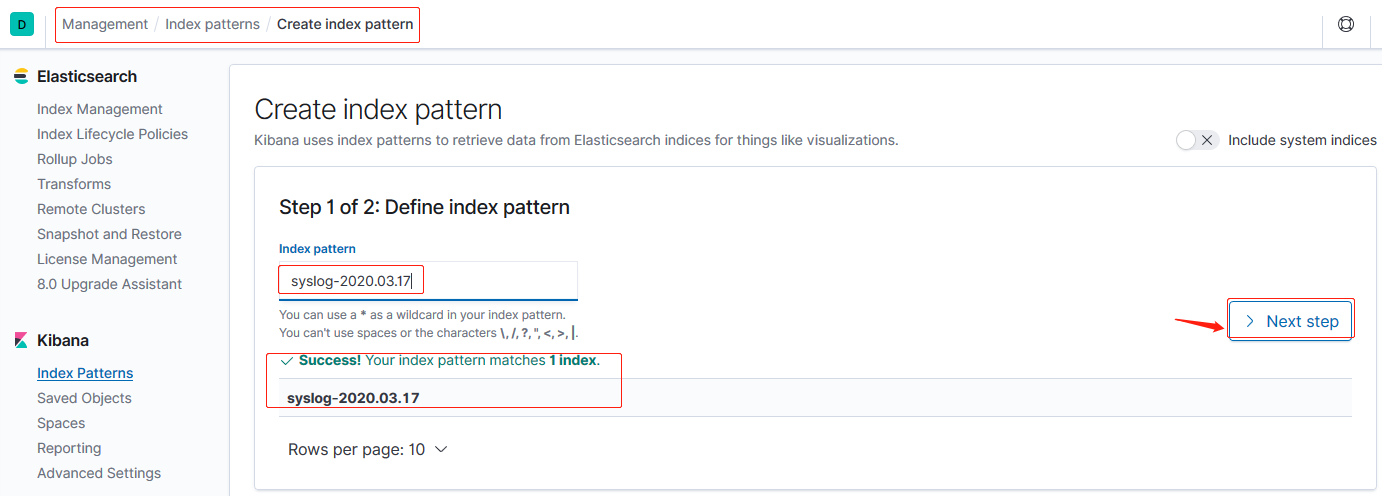 D Management / Index patterns / Create index pattern
Elasticsearch
Index Management
Index Lifecycle Policies
Rollup Jobs
Transforms
Remote Clusters
Snapshot and Restore
License Management
8.0 Upgrade Assistant
Kibana
Index Patterns
Saved Objects
Spaces
Reporting
Advanced Settings
Create index pattern
Kibana uses index patterns to retrieve data from Elasticsearch indices for things like visualizations.
Include system indices
Step 1 of 2: Define index pattern
Index pattern
syslog-2020.03.17
You can use a * as a wildcard in your index pattern.
You can't use spaces or the characters \, /, ?, ", <, >, |.
Next step
Success! Your index pattern matches 1 index.
syslog-2020.03.17
Rows per page: 10